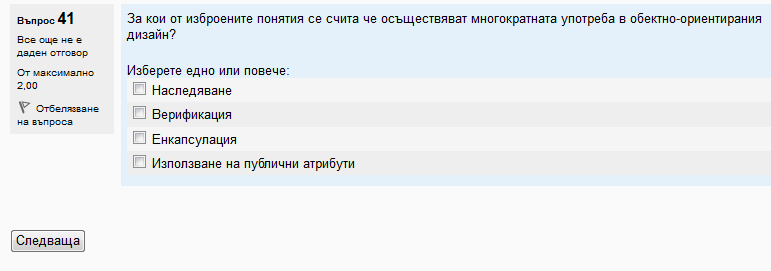 Въпрос 41
Все още не е
даден отговор
От максимално
2,00
Отбелязване
на въпроса
За кои от изброените понятия се счита че осъществяват многократната употреба в обектно-ориентирания
дизайн?
Изберете едно или повече:
Наследяване
Верификация
Енкапсулация
Използване на публични атрибути
Следваща